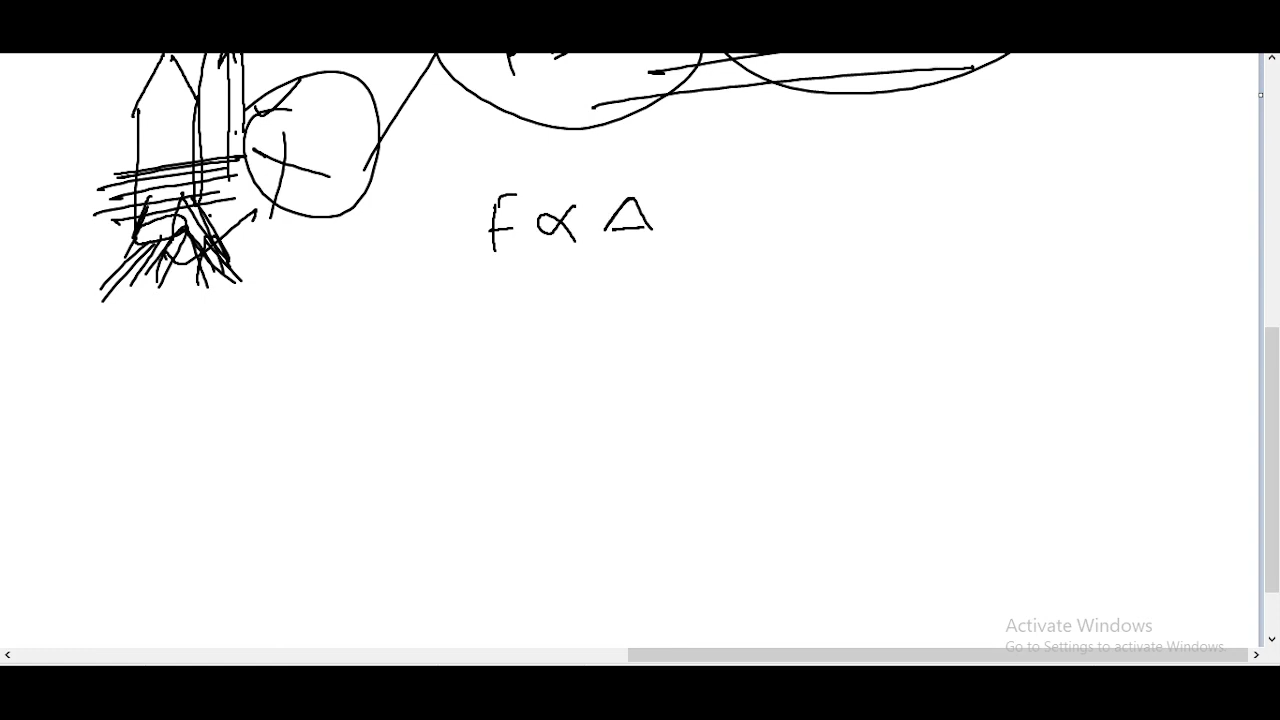 F ∝ Δ
Activate Windows
Go to Settings to activate Windows.